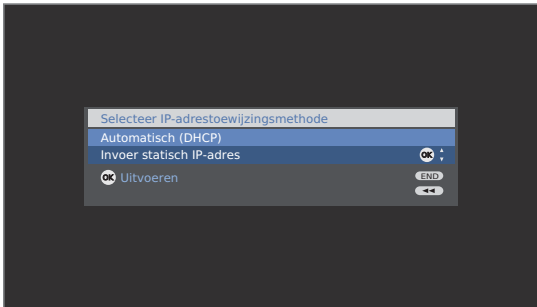 Selecteer IP-adrestoewijzingsmethode
Automatisch (DHCP)
Invoer statisch IP-adres OK
OK Uitvoeren END